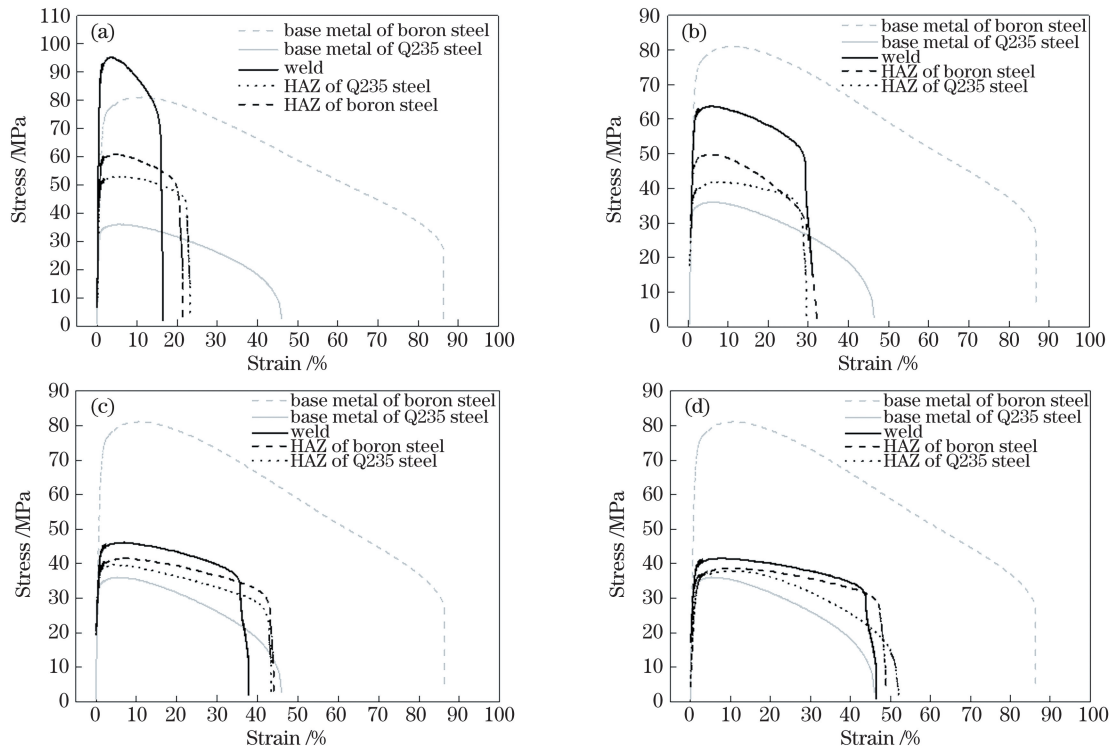 (a)
base metal of boron steel
base metal of Q235 steel
weld
HAZ of Q235 steel
HAZ of boron steel
110
100
90
80
70
60
50
40
30
20
10
0
Stress /MPa
0 10 20 30 40 50 60 70 80 90 100
Strain /%
(b)
base metal of boron steel
base metal of Q235 steel
weld
HAZ of boron steel
HAZ of Q235 steel
90
80
70
60
50
40
30
20
10
0
Stress /MPa
0 10 20 30 40 50 60 70 80 90 100
Strain /%
(c)
base metal of boron steel
base metal of Q235 steel
weld
HAZ of boron steel
HAZ of Q235 steel
90
80
70
60
50
40
30
20
10
0
Stress /MPa
0 10 20 30 40 50 60 70 80 90 100
Strain /%
(d)
base metal of boron steel
base metal of Q235 steel
weld
HAZ of boron steel
HAZ of Q235 steel
90
80
70
60
50
40
30
20
10
0
Stress /MPa
0 10 20 30 40 50 60 70 80 90 100
Strain /%